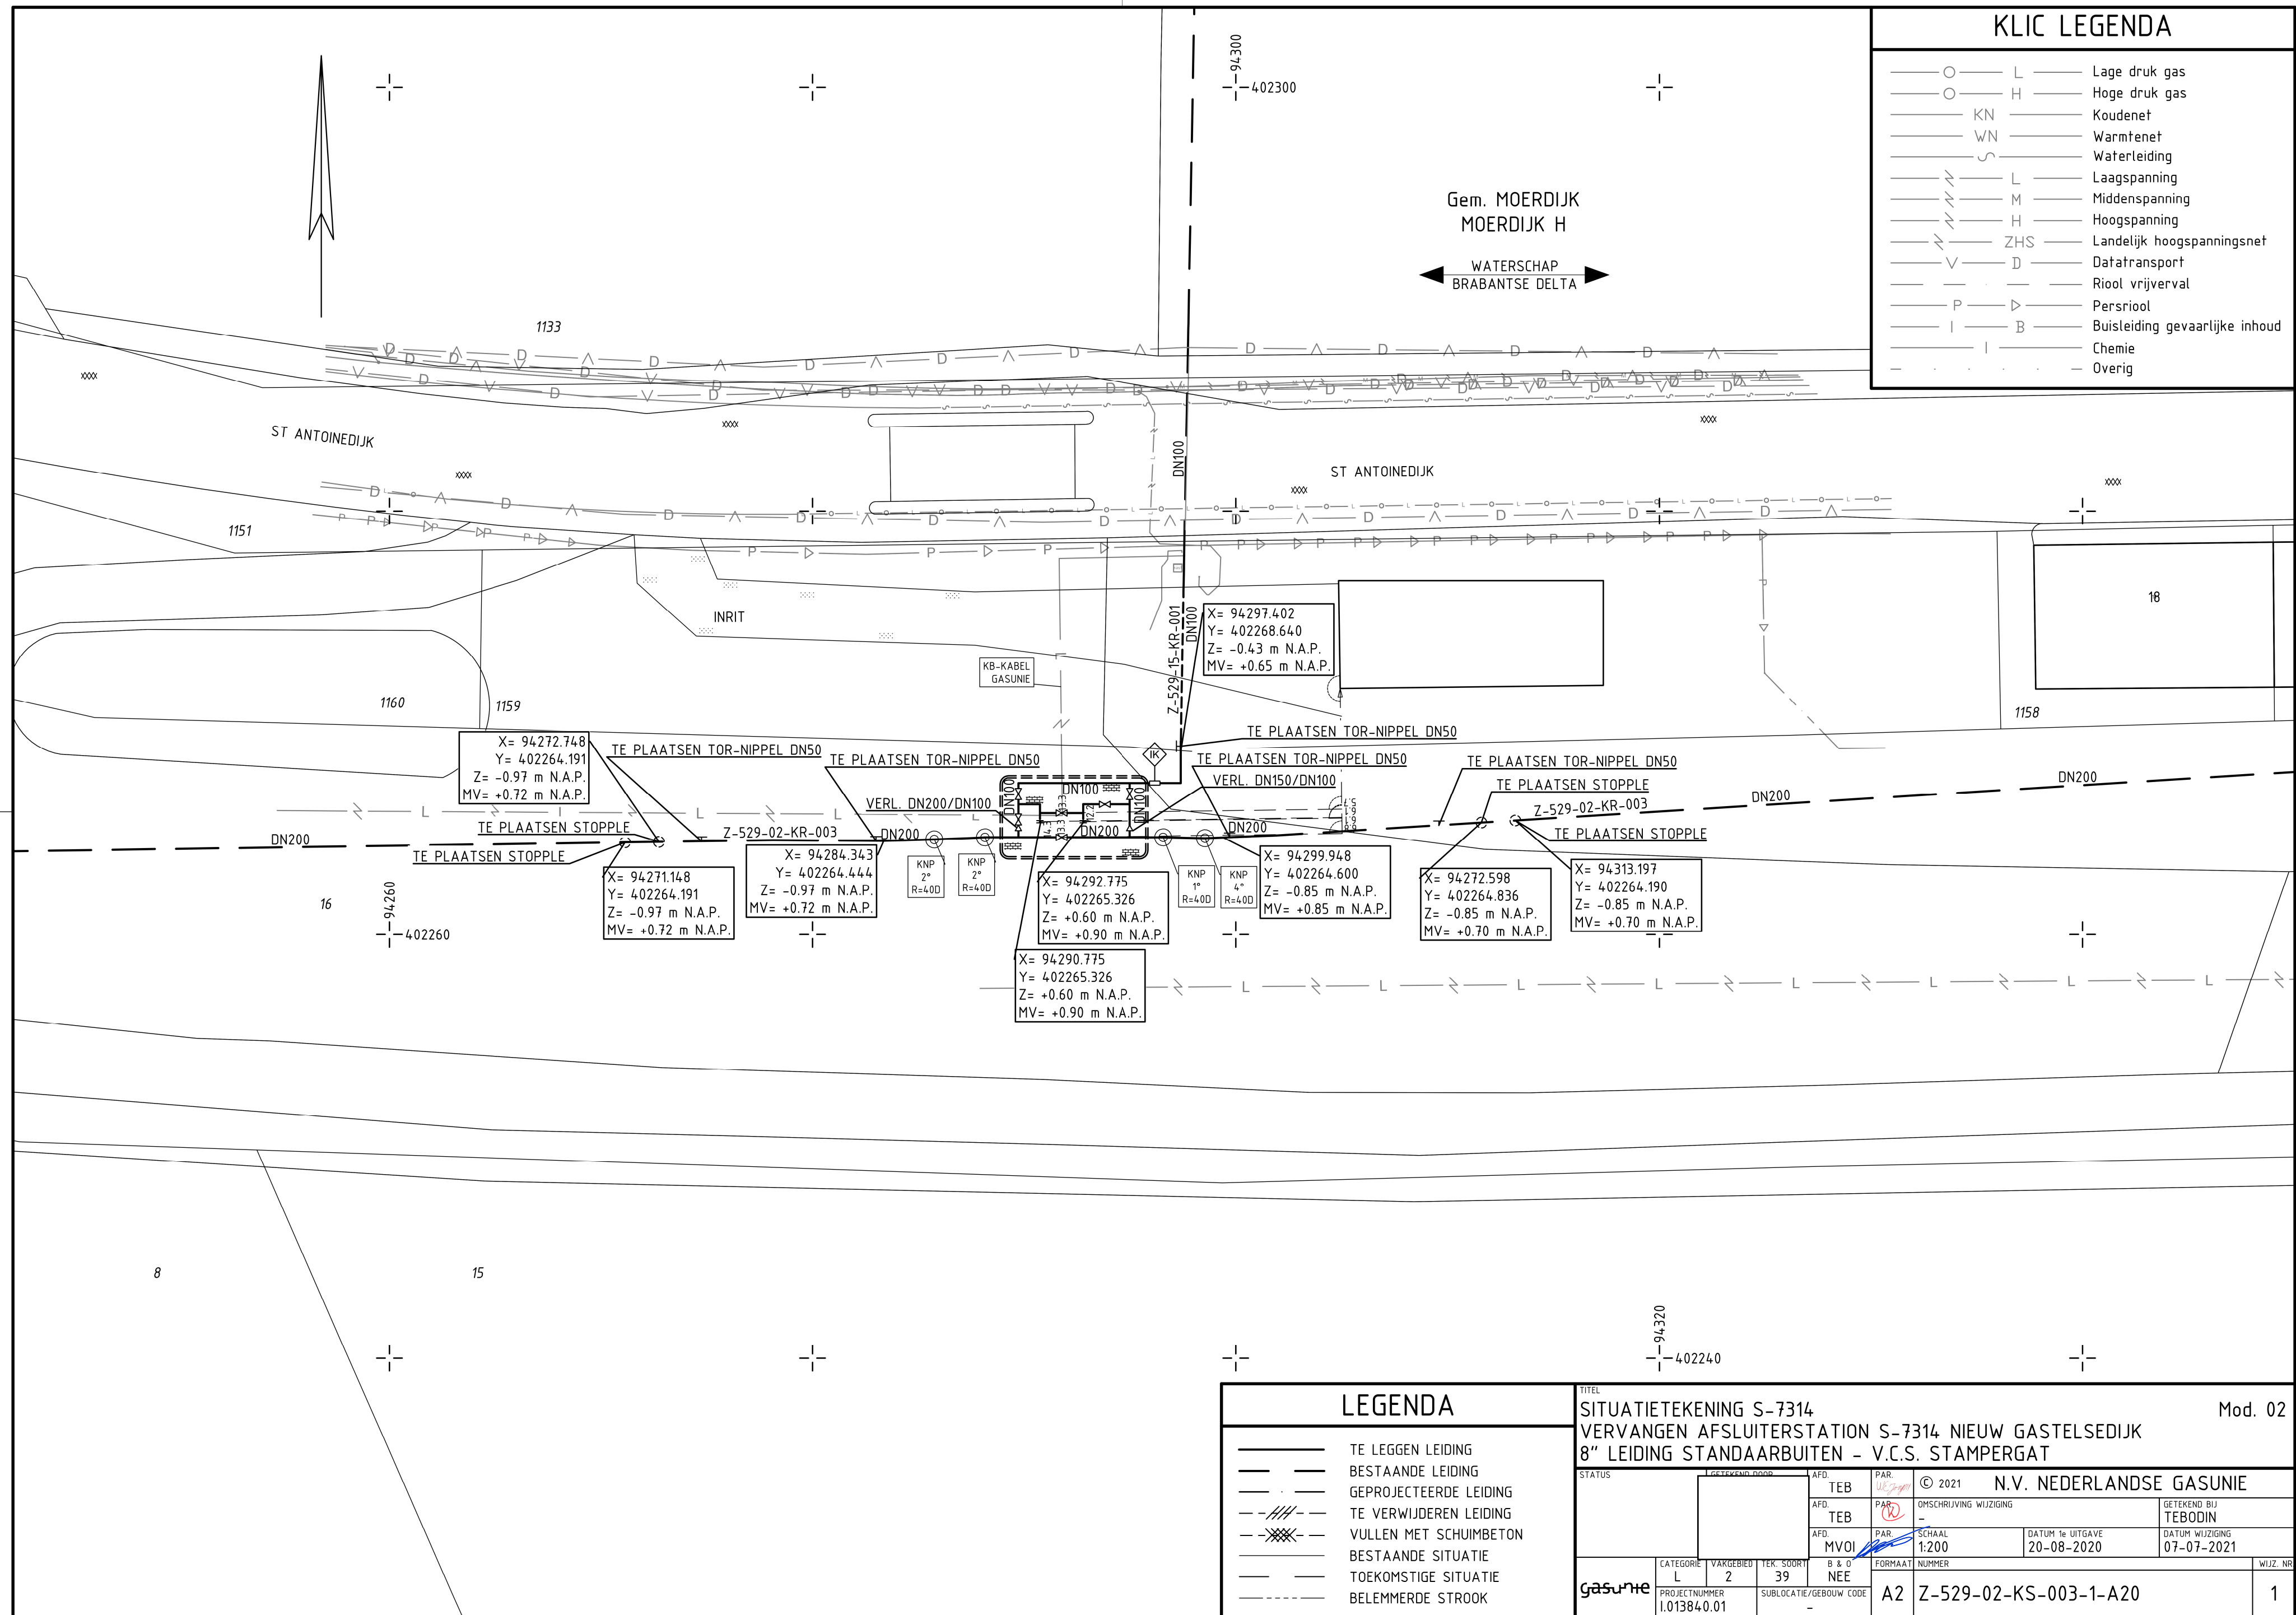 KLIC LEGENDA
L Lage druk gas
H Hoge druk gas
KN Koudenet
WN Warmtenet
Waterleiding
L Laagspanning
M Middenspanning
H Hoogspanning
ZHS Landelijk hoogspanningsnet
D Datatransport
Riool vrijverval
P Persriool
B Buisleiding gevaarlijke inhoud
Chemie
Overig
94300
402300
Gem. MOERDIJK
MOERDIJK H
WATERSCHAP
BRABANTSE DELTA
1133
ST ANTOINEDIJK
ST ANTOINEDIJK
DN100
1151
INRIT
18
Z-529-15-KR-001
DN100
X= 94297.402
Y= 402268.640
Z= -0.43 m N.A.P.
MV= +0.65 m N.A.P.
KB-KABEL
GASUNIE
1160
1159
1158
X= 94272.748
Y= 402264.191
Z= -0.97 m N.A.P.
MV= +0.72 m N.A.P.
TE PLAATSEN TOR-NIPPEL DN50
TE PLAATSEN TOR-NIPPEL DN50
IK
TE PLAATSEN TOR-NIPPEL DN50
TE PLAATSEN TOR-NIPPEL DN50
TE PLAATSEN TOR-NIPPEL DN50
VERL. DN200/DN100
VERL. DN150/DN100
TE PLAATSEN STOPPLE
DN100
DN100
DN100
DN200
DN200
DN200
Z-529-02-KR-003
TE PLAATSEN STOPPLE
DN200
TE PLAATSEN STOPPLE
TE PLAATSEN STOPPLE
Z-529-02-KR-003
DN200
DN200
X= 94271.148
Y= 402264.191
Z= -0.97 m N.A.P.
MV= +0.72 m N.A.P.
X= 94284.343
Y= 402264.444
Z= -0.97 m N.A.P.
MV= +0.72 m N.A.P.
KNP
2°
R=40D
KNP
2°
R=40D
X= 94292.775
Y= 402265.326
Z= +0.60 m N.A.P.
MV= +0.90 m N.A.P.
X= 94290.775
Y= 402265.326
Z= +0.60 m N.A.P.
MV= +0.90 m N.A.P.
KNP
1°
R=40D
KNP
4°
R=40D
X= 94299.948
Y= 402264.600
Z= -0.85 m N.A.P.
MV= +0.85 m N.A.P.
X= 94272.598
Y= 402264.836
Z= -0.85 m N.A.P.
MV= +0.70 m N.A.P.
X= 94313.197
Y= 402264.190
Z= -0.85 m N.A.P.
MV= +0.70 m N.A.P.
16
94260
402260
8
15
94320
402240
LEGENDA
TE LEGGEN LEIDING
BESTAANDE LEIDING
GEPROJECTEERDE LEIDING
TE VERWIJDEREN LEIDING
VULLEN MET SCHUIMBETON
BESTAANDE SITUATIE
TOEKOMSTIGE SITUATIE
BELEMMERDE STROOK
TITEL
SITUATIETEKENING S-7314 Mod. 02
VERVANGEN AFSLUITERSTATION S-7314 NIEUW GASTELSEDIJK
8" LEIDING STANDAARBUITEN - V.C.S. STAMPERGAT
STATUS
GETEKEND DOOR
AFD. PAR.
TEB
© 2021 N.V. NEDERLANDSE GASUNIE
AFD. PAR.
TEB
OMSCHRIJVING WIJZIGING
-
GETEKEND BIJ
TEBODIN
AFD. PAR.
MVOI
SCHAAL
1:200
DATUM 1e UITGAVE
20-08-2020
DATUM WIJZIGING
07-07-2021
gasunie
CATEGORIE
L
VAKGEBIED
2
TEK. SOORT
39
B & O
NEE
PROJECTNUMMER
I.013840.01
SUBLOCATIE/GEBOUW CODE
-
FORMAAT
A2
NUMMER
Z-529-02-KS-003-1-A20
WIJZ. NR.
1